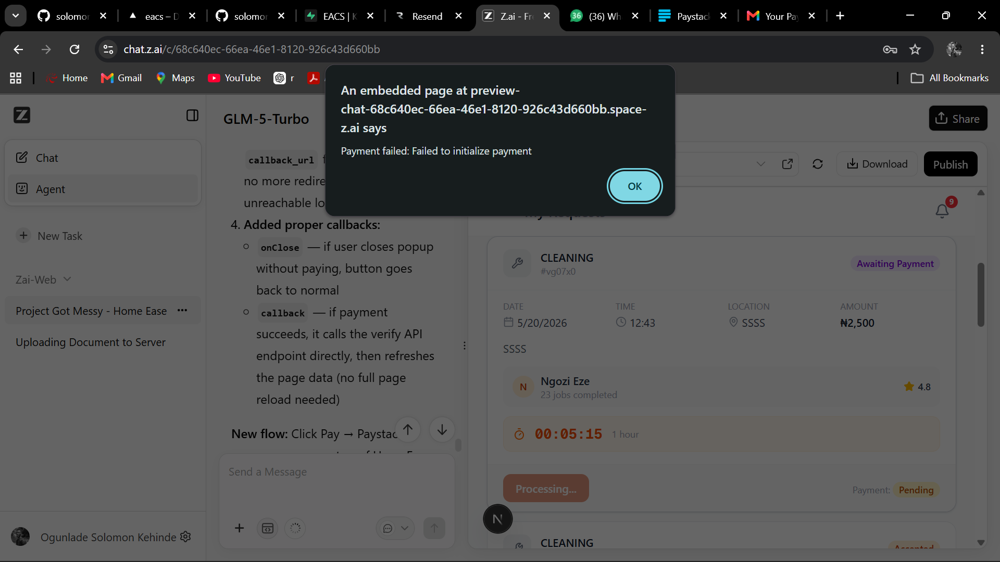 solomor
eacs – D
solomor
EACS | K
Resend
Z.ai - Fre
36
(36) Wh
Paystack
Your Pay
chat.z.ai/c/68c640ec-66ea-46e1-8120-926c43d660bb
Home
Gmail
Maps
YouTube
r
All Bookmarks
An embedded page at preview-
chat-68c640ec-66ea-46e1-8120-926c43d660bb.space-
z.ai says
Payment failed: Failed to initialize payment
OK
Chat
Agent
New Task
Zai-Web
Project Got Messy - Home Ease
Uploading Document to Server
Ogunlade Solomon Kehinde
GLM-5-Turbo
Share
callback_url
no more redire
unreachable lo
4. Added proper callbacks:
onClose — if user closes popup
without paying, button goes
back to normal
callback — if payment
succeeds, it calls the verify API
endpoint directly, then refreshes
the page data (no full page
reload needed)
New flow: Click Pay → Paystac
Send a Message
Download
Publish
My Requests
9
CLEANING
#vg07x0
Awaiting Payment
DATE
TIME
LOCATION
AMOUNT
5/20/2026
12:43
SSSS
₦2,500
SSSS
N
Ngozi Eze
23 jobs completed
4.8
00:05:15
1 hour
Processing...
Payment: Pending
N
CLEANING
Accepted